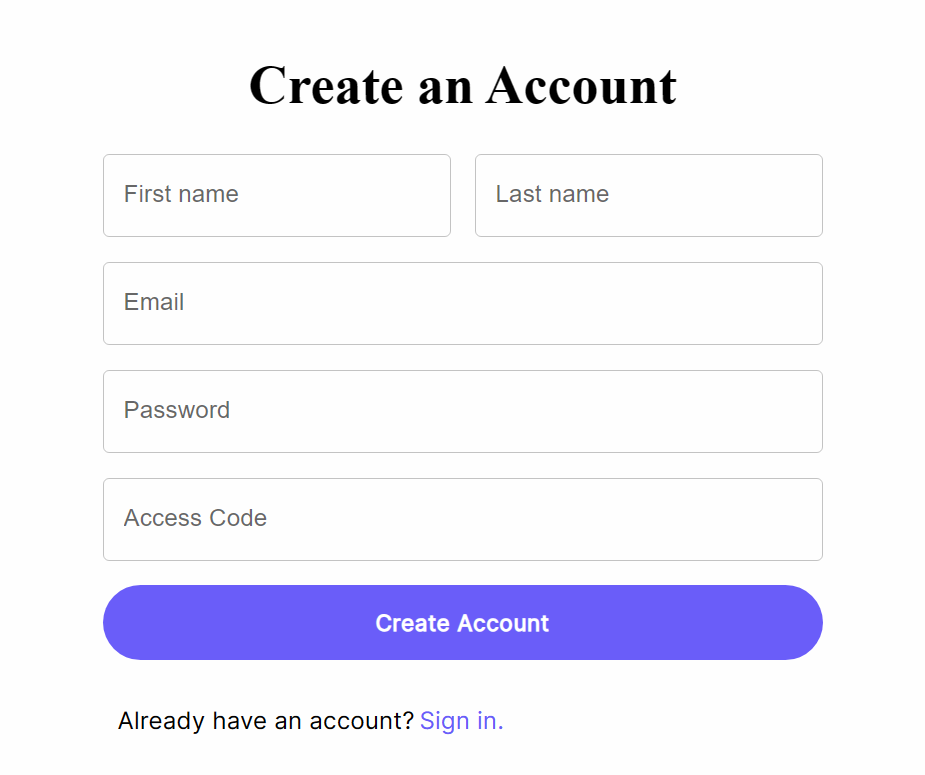 Create an Account
First name
Last name
Email
Password
Access Code
Create Account
Already have an account? Sign in.